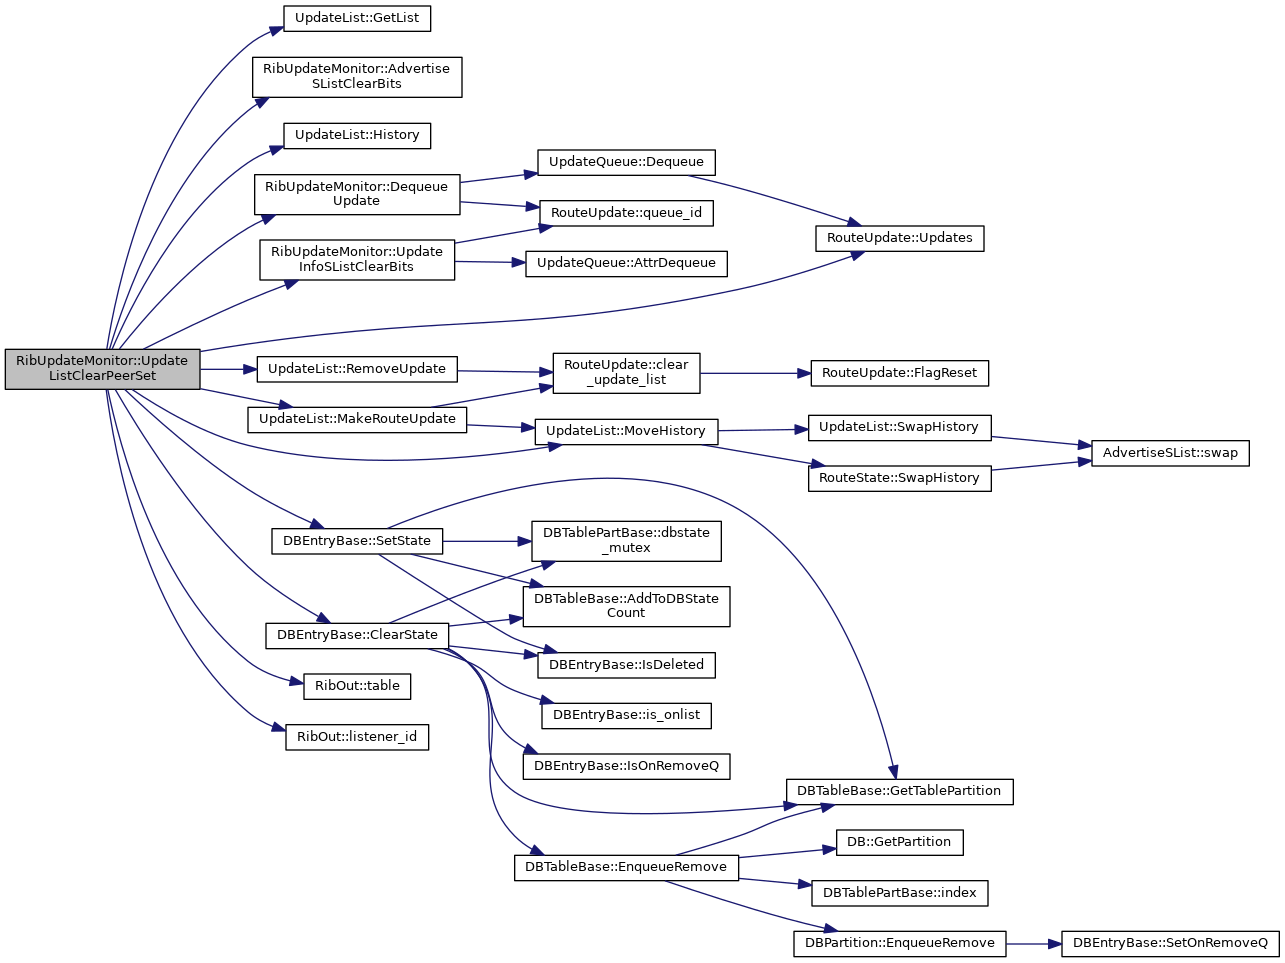 UpdateList::GetList
RibUpdateMonitor::Advertise
SListClearBits
UpdateList::History
UpdateQueue::Dequeue
RibUpdateMonitor::Dequeue
Update
RouteUpdate::queue_id
RouteUpdate::Updates
RibUpdateMonitor::Update
InfoSListClearBits
UpdateQueue::AttrDequeue
RibUpdateMonitor::Update
ListClearPeerSet
UpdateList::RemoveUpdate
RouteUpdate::clear
_update_list
RouteUpdate::FlagReset
UpdateList::MakeRouteUpdate
UpdateList::MoveHistory
UpdateList::SwapHistory
AdvertiseSList::swap
RouteState::SwapHistory
DBEntryBase::SetState
DBTablePartBase::dbstate
_mutex
DBTableBase::AddToDBState
Count
DBEntryBase::ClearState
DBEntryBase::IsDeleted
RibOut::table
DBEntryBase::is_onlist
RibOut::listener_id
DBEntryBase::IsOnRemoveQ
DBTableBase::GetTablePartition
DB::GetPartition
DBTableBase::EnqueueRemove
DBTablePartBase::index
DBPartition::EnqueueRemove
DBEntryBase::SetOnRemoveQ